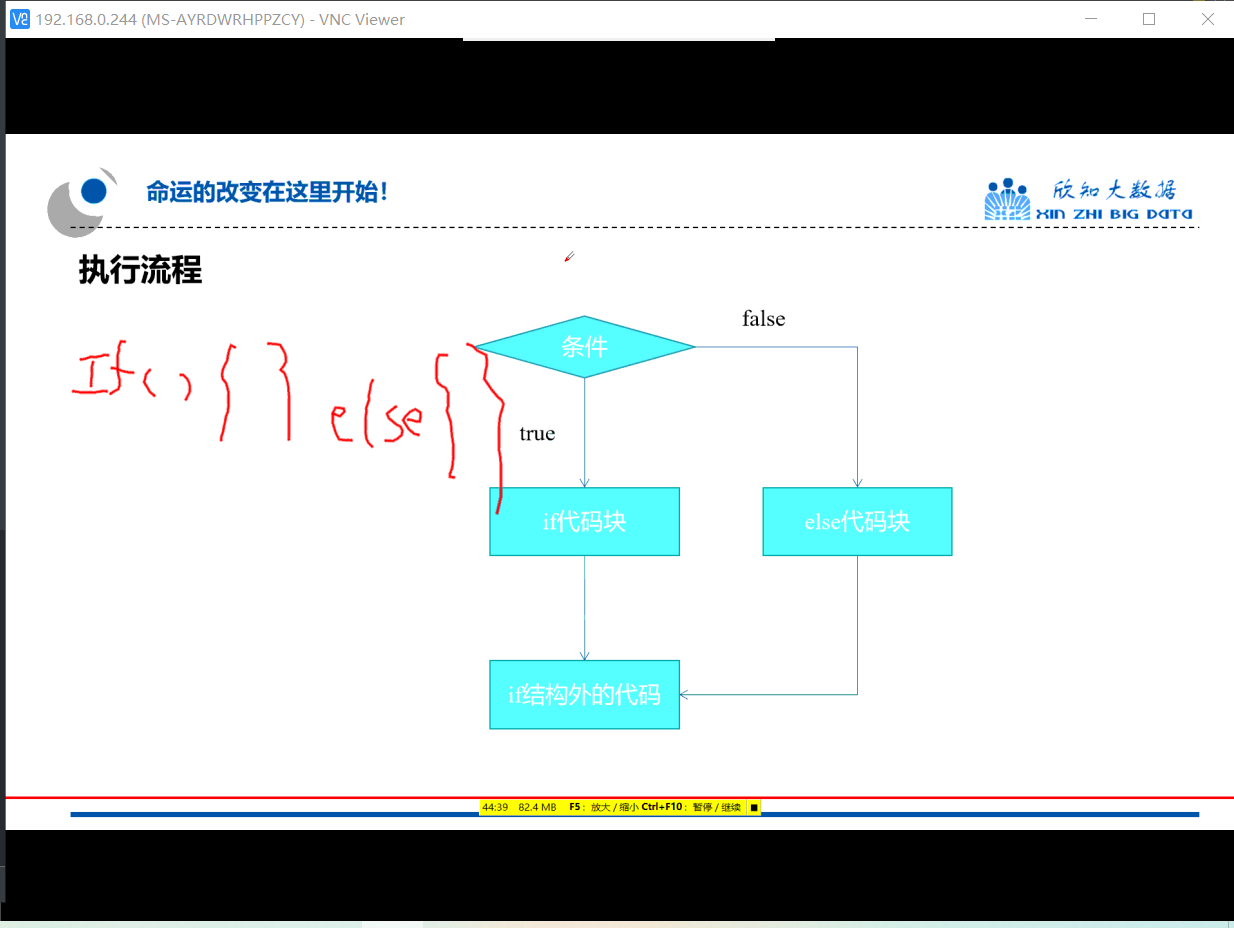 192.168.0.244 (MS-AYRDWRHPPZCY) - VNC Viewer
命运的改变在这里开始!
欣知大数据
XIN ZHI BIG DATA
执行流程
false
条件
If(){ } else{ }
true
if代码块
else代码块
if结构外的代码
44:39 82.4 MB F5: 放大 / 缩小 Ctrl+F10: 暂停 / 继续